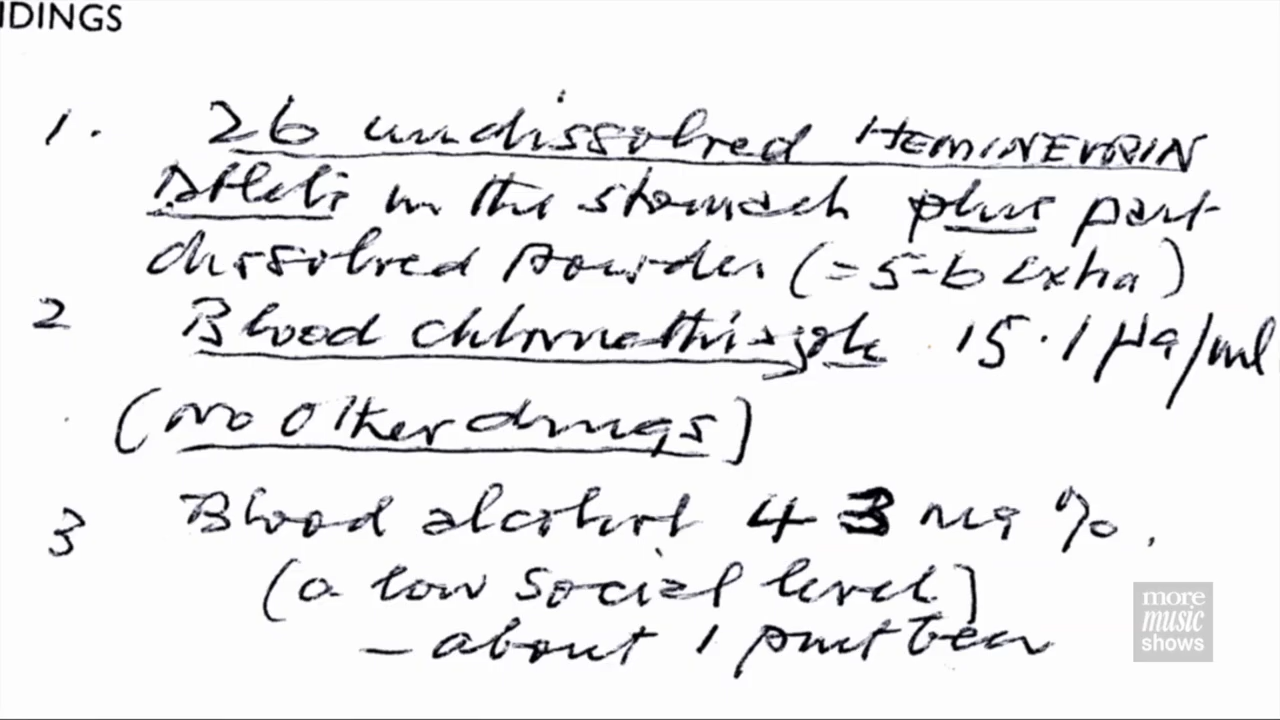 IDINGS
1. 26 undissolved HEMINEVRIN
tablets in the stomach plus part
dissolved powder (=5-6 extra)
2 Blood chlormethiazole 15.1 µg/ml
(no other drugs)
3 Blood alcohol 43 mg %.
(a low social level)
- about 1 pint beer
more
music
shows